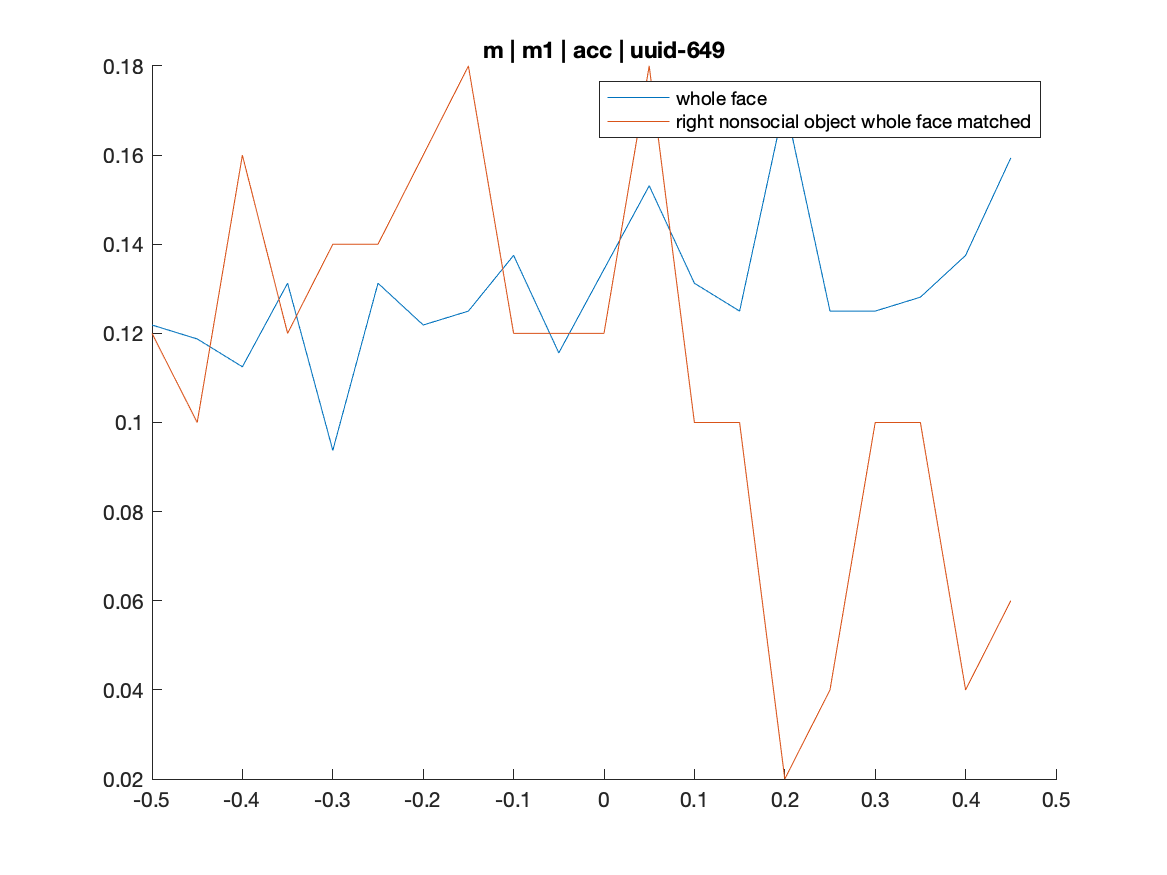 m | m1 | acc | uuid-649
whole face
right nonsocial object whole face matched
0.18
0.16
0.14
0.12
0.1
0.08
0.06
0.04
0.02
-0.5 -0.4 -0.3 -0.2 -0.1 0 0.1 0.2 0.3 0.4 0.5